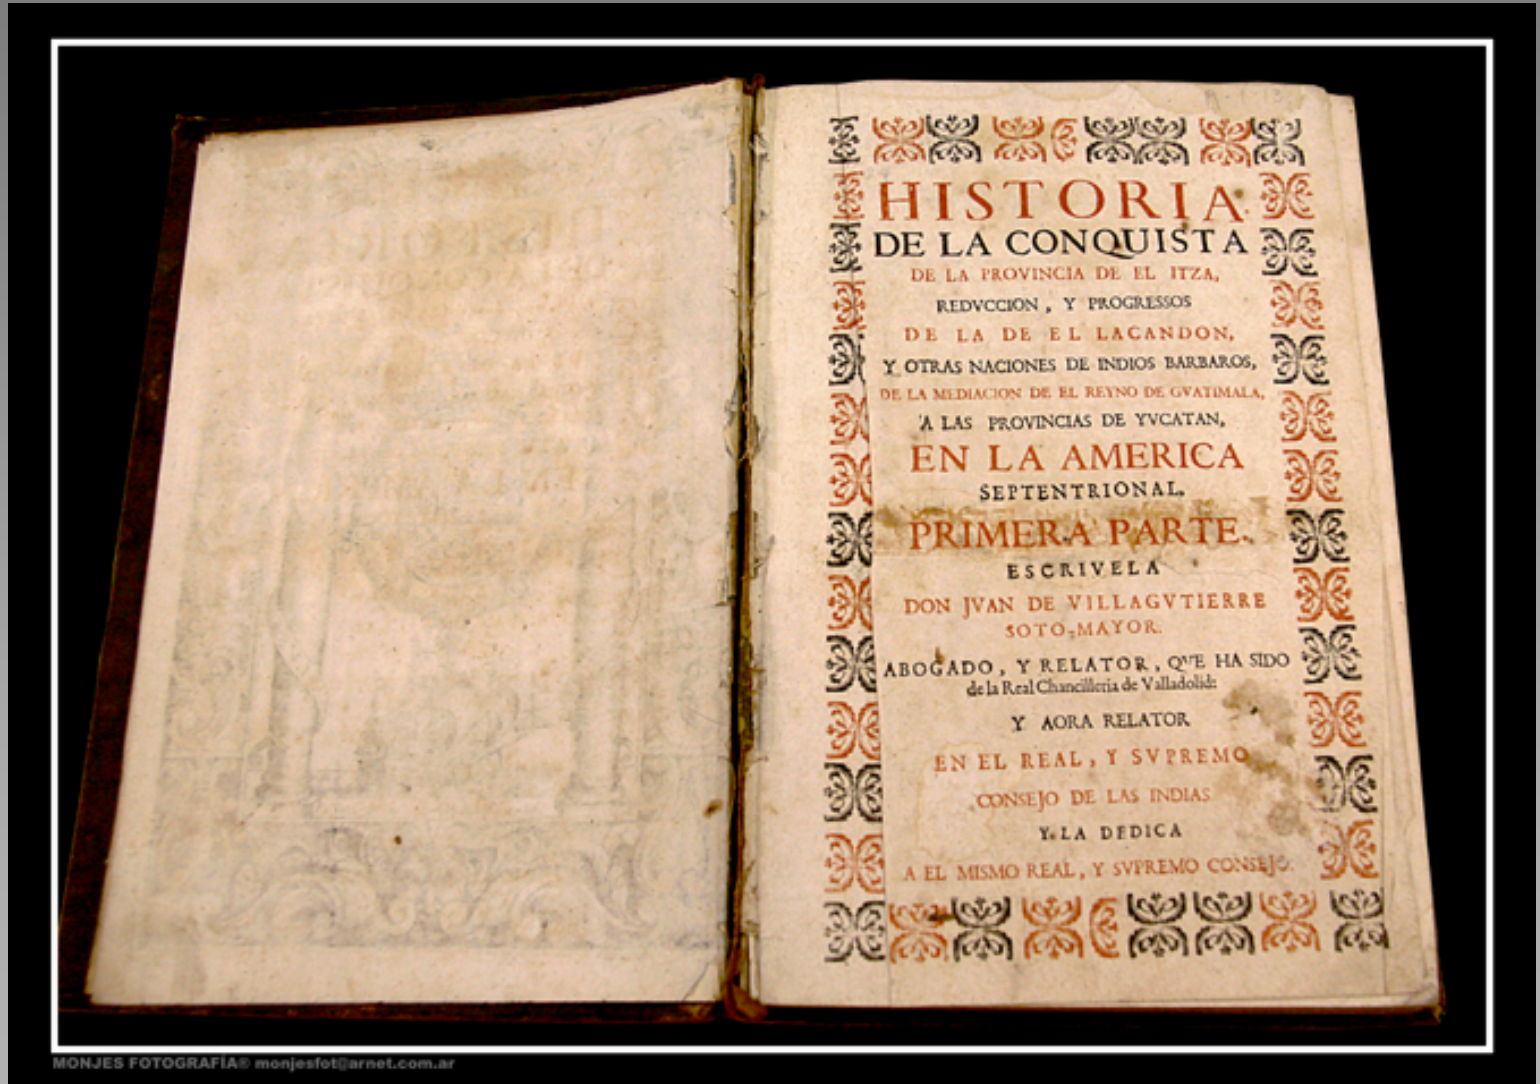 HISTORIA
DE LA CONQUISTA
DE LA PROVINCIA DE EL ITZA,
REDVCCION, Y PROGRESSOS
DE LA DE EL LACANDON,
Y OTRAS NACIONES DE INDIOS BARBAROS,
DE LA MEDIACION DE EL REYNO DE GVATIMALA,
A LAS PROVINCIAS DE YVCATAN,
EN LA AMERICA
SEPTENTRIONAL.
PRIMERA PARTE.
ESCRIVELA
DON JVAN DE VILLAGVTIERRE
SOTO-MAYOR.
ABOGADO, Y RELATOR, QVE HA SIDO
de la Real Chancilleria de Valladolid:
Y AORA RELATOR
EN EL REAL, Y SVPREMO
CONSEJO DE LAS INDIAS
Y LA DEDICA
A EL MISMO REAL, Y SVPREMO CONSEJO.
MONJES FOTOGRAFÍA® monjesfot@arnet.com.ar